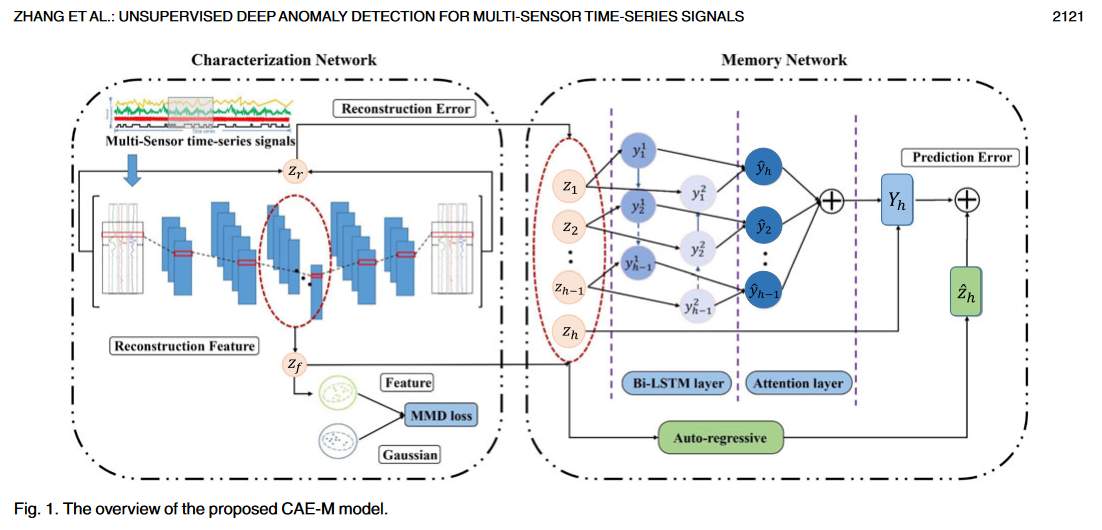 ZHANG ET AL.: UNSUPERVISED DEEP ANOMALY DETECTION FOR MULTI-SENSOR TIME-SERIES SIGNALS 2121
Characterization Network
Memory Network
Reconstruction Error
Time series
Multi-Sensor time-series signals
Z_r
Reconstruction Feature
Z_f
Feature
MMD loss
Gaussian
Z_1
Z_2
Z_{h−1}
Z_h
y_1^1
y_2^1
y_{h−1}^1
y_1^2
y_2^2
y_{h−1}^2
ŷ_h
ŷ_2
ŷ_{h−1}
Prediction Error
Y_h
Ẑ_h
Bi-LSTM layer
Attention layer
Auto-regressive
Fig. 1. The overview of the proposed CAE-M model.